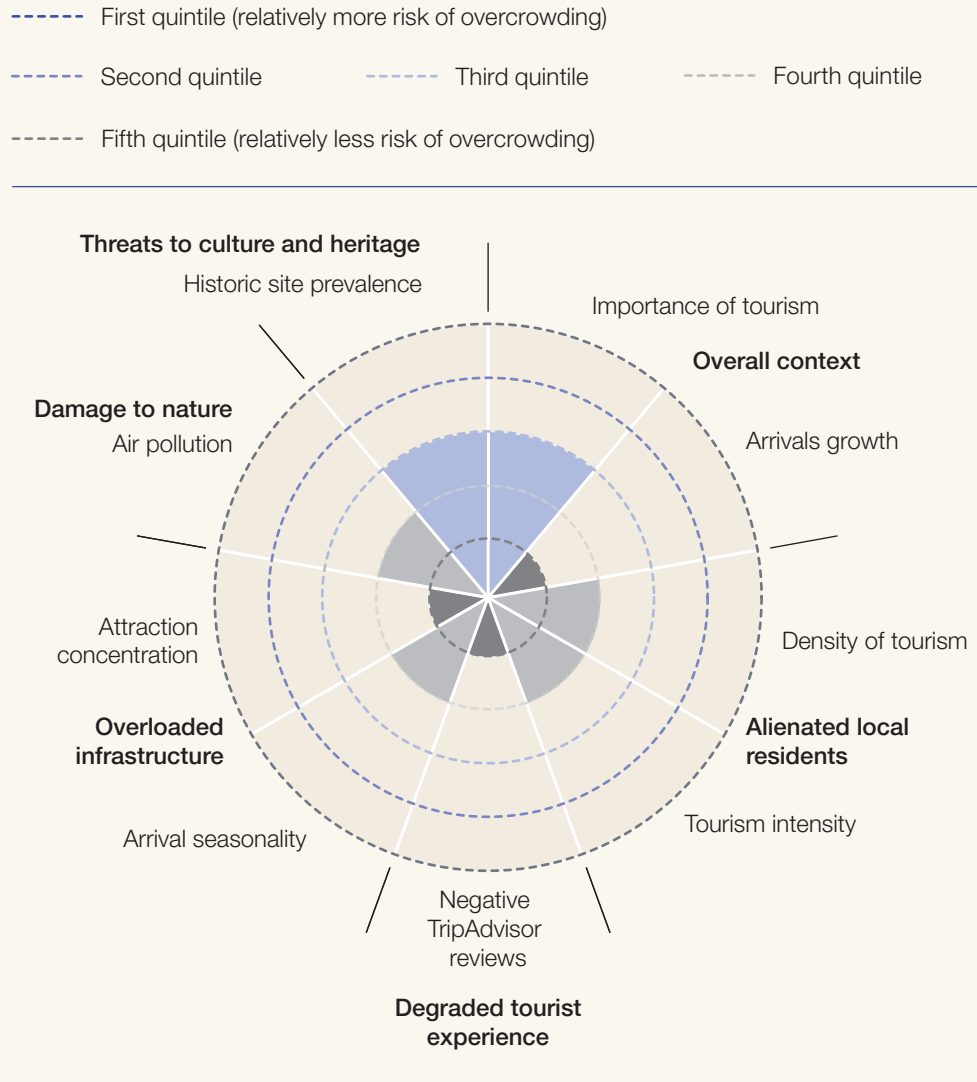 First quintile (relatively more risk of overcrowding)
Second quintile
Third quintile
Fourth quintile
Fifth quintile (relatively less risk of overcrowding)
Threats to culture and heritage
Historic site prevalence
Importance of tourism
Overall context
Damage to nature
Air pollution
Arrivals growth
Attraction
concentration
Density of tourism
Overloaded
infrastructure
Alienated local
residents
Arrival seasonality
Tourism intensity
Negative
TripAdvisor
reviews
Degraded tourist
experience